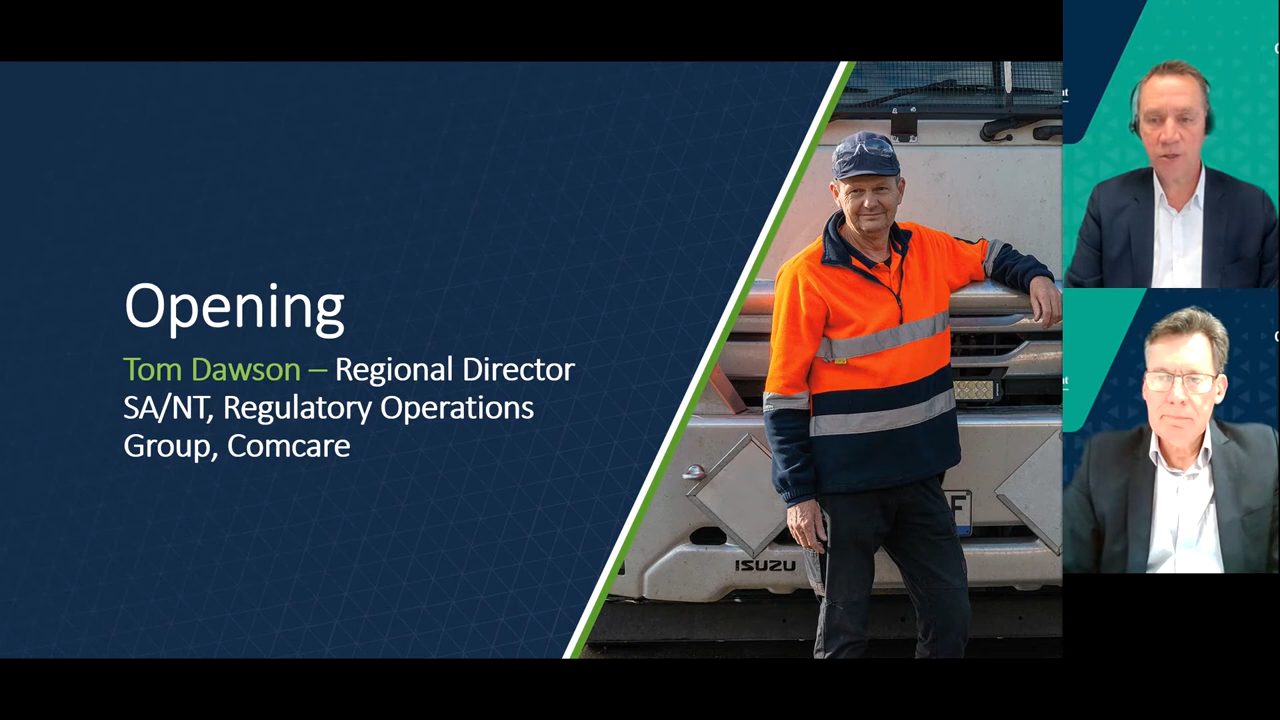 Opening
Tom Dawson – Regional Director
SA/NT, Regulatory Operations
Group, Comcare
ISUZU
F